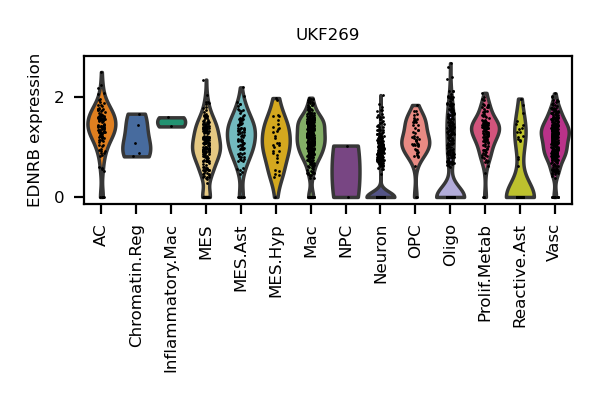 UKF269
EDNRB expression
2
0
AC
Chromatin.Reg
Inflammatory.Mac
MES
MES.Ast
MES.Hyp
Mac
NPC
Neuron
OPC
Oligo
Prolif.Metab
Reactive.Ast
Vasc